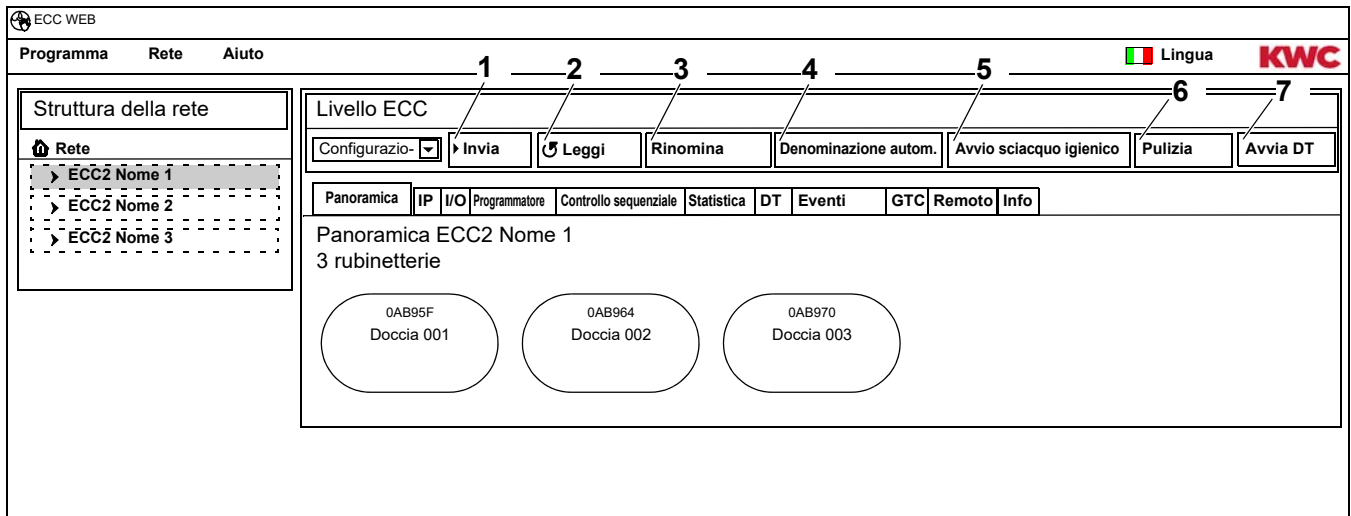 ECC WEB
Programma Rete Aiuto Lingua KWC
1 2 3 4 5
6 7
Struttura della rete
Rete
ECC2 Nome 1
ECC2 Nome 2
ECC2 Nome 3
Livello ECC
Configurazio- Invia Leggi Rinomina Denominazione autom. Avvio sciacquo igienico Pulizia Avvia DT
Panoramica IP I/O Programmatore Controllo sequenziale Statistica DT Eventi GTC Remoto Info
Panoramica ECC2 Nome 1
3 rubinetterie
0AB95F 0AB964 0AB970
Doccia 001 Doccia 002 Doccia 003